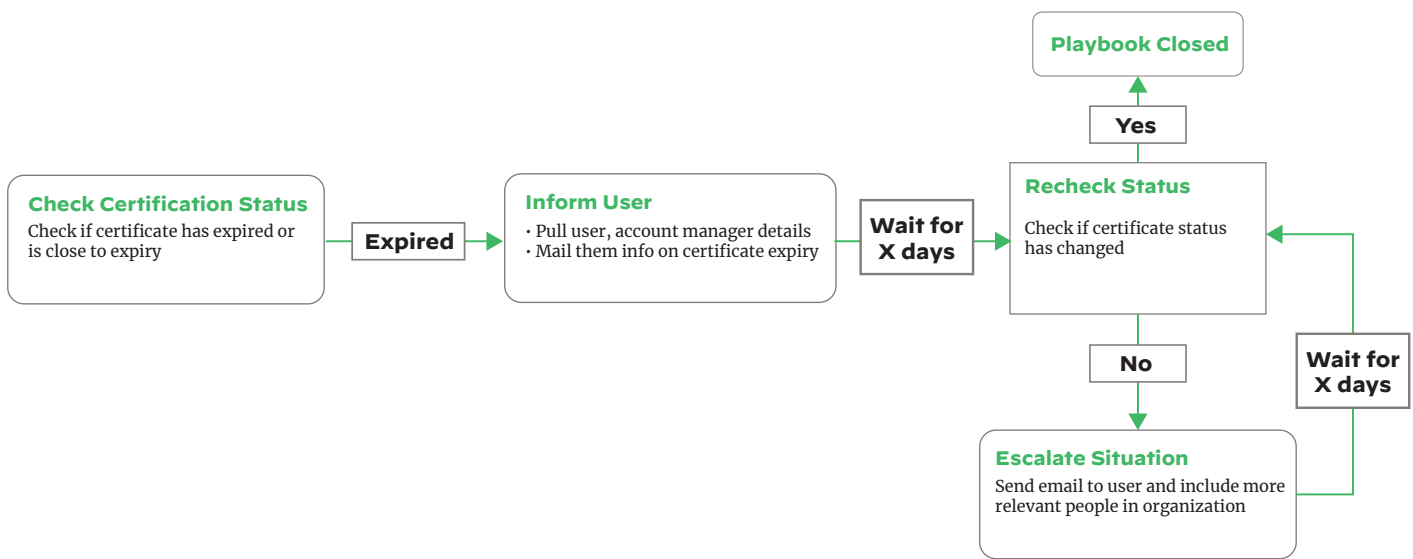 Playbook Closed
Yes
Check Certification Status
Check if certificate has expired or
is close to expiry
Expired
Inform User
• Pull user, account manager details
• Mail them info on certificate expiry
Wait for
X days
Recheck Status
Check if certificate status
has changed
No
Wait for
X days
Escalate Situation
Send email to user and include more
relevant people in organization